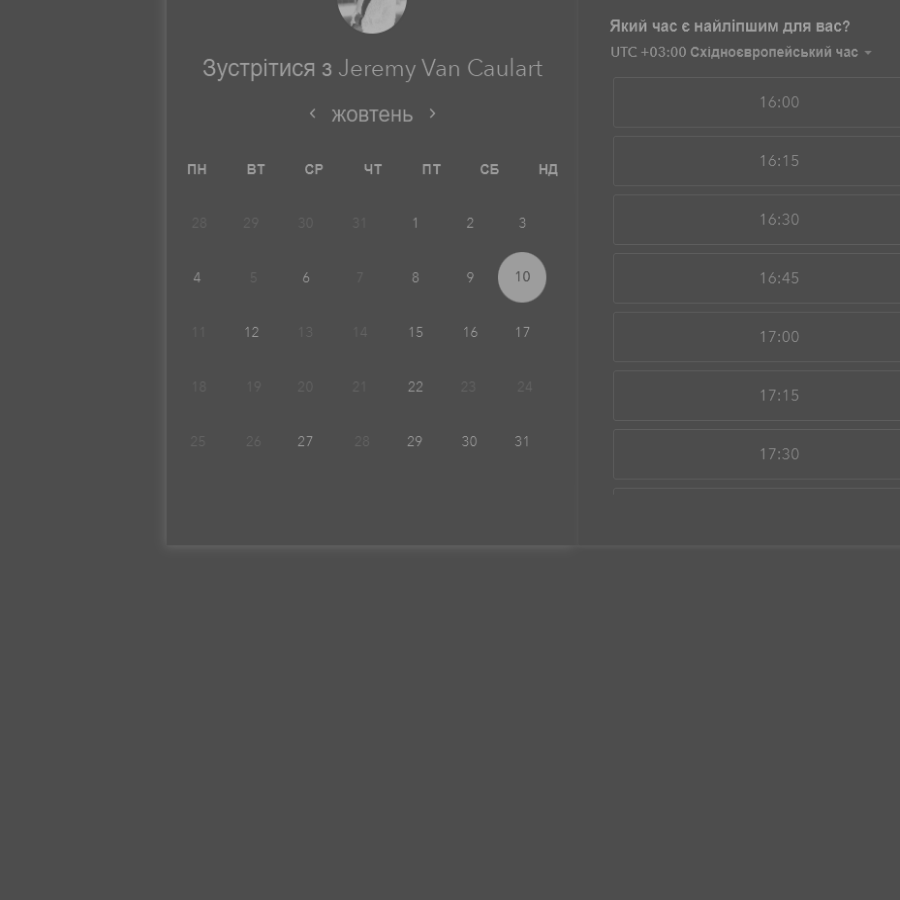 Зустрітися з Jeremy Van Caulart
‹ жовтень ›
ПН ВТ СР ЧТ ПТ СБ НД
28 29 30 31 1 2 3
4 5 6 7 8 9 10
11 12 13 14 15 16 17
18 19 20 21 22 23 24
25 26 27 28 29 30 31
Який час є найліпшим для вас?
UTC +03:00 Східноєвропейський час
16:00
16:15
16:30
16:45
17:00
17:15
17:30